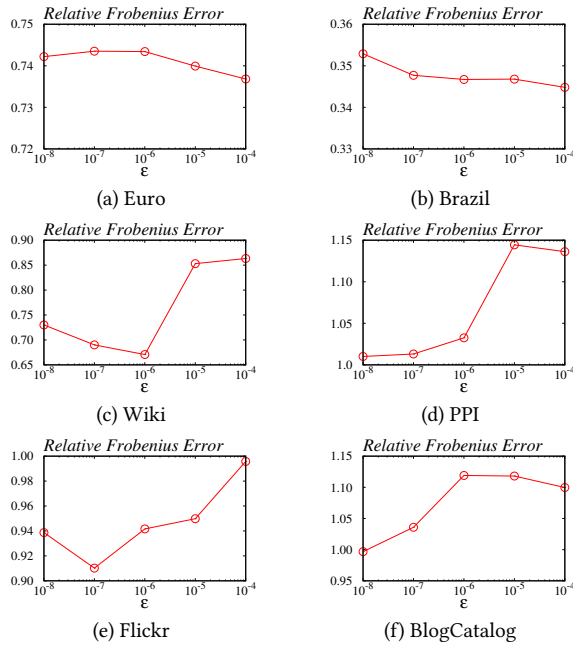 Relative Frobenius Error
0.75
0.74
0.73
0.72
10-8 10-7 10-6 10-5 10-4
ε
(a) Euro
Relative Frobenius Error
0.36
0.35
0.34
0.33
10-8 10-7 10-6 10-5 10-4
ε
(b) Brazil
Relative Frobenius Error
0.90
0.85
0.80
0.75
0.70
0.65
10-8 10-7 10-6 10-5 10-4
ε
(c) Wiki
Relative Frobenius Error
1.15
1.10
1.05
1.0
10-8 10-7 10-6 10-5 10-4
ε
(d) PPI
Relative Frobenius Error
1.00
0.98
0.96
0.94
0.92
0.90
10-8 10-7 10-6 10-5 10-4
ε
(e) Flickr
Relative Frobenius Error
1.15
1.10
1.05
1.00
0.95
10-8 10-7 10-6 10-5 10-4
ε
(f) BlogCatalog